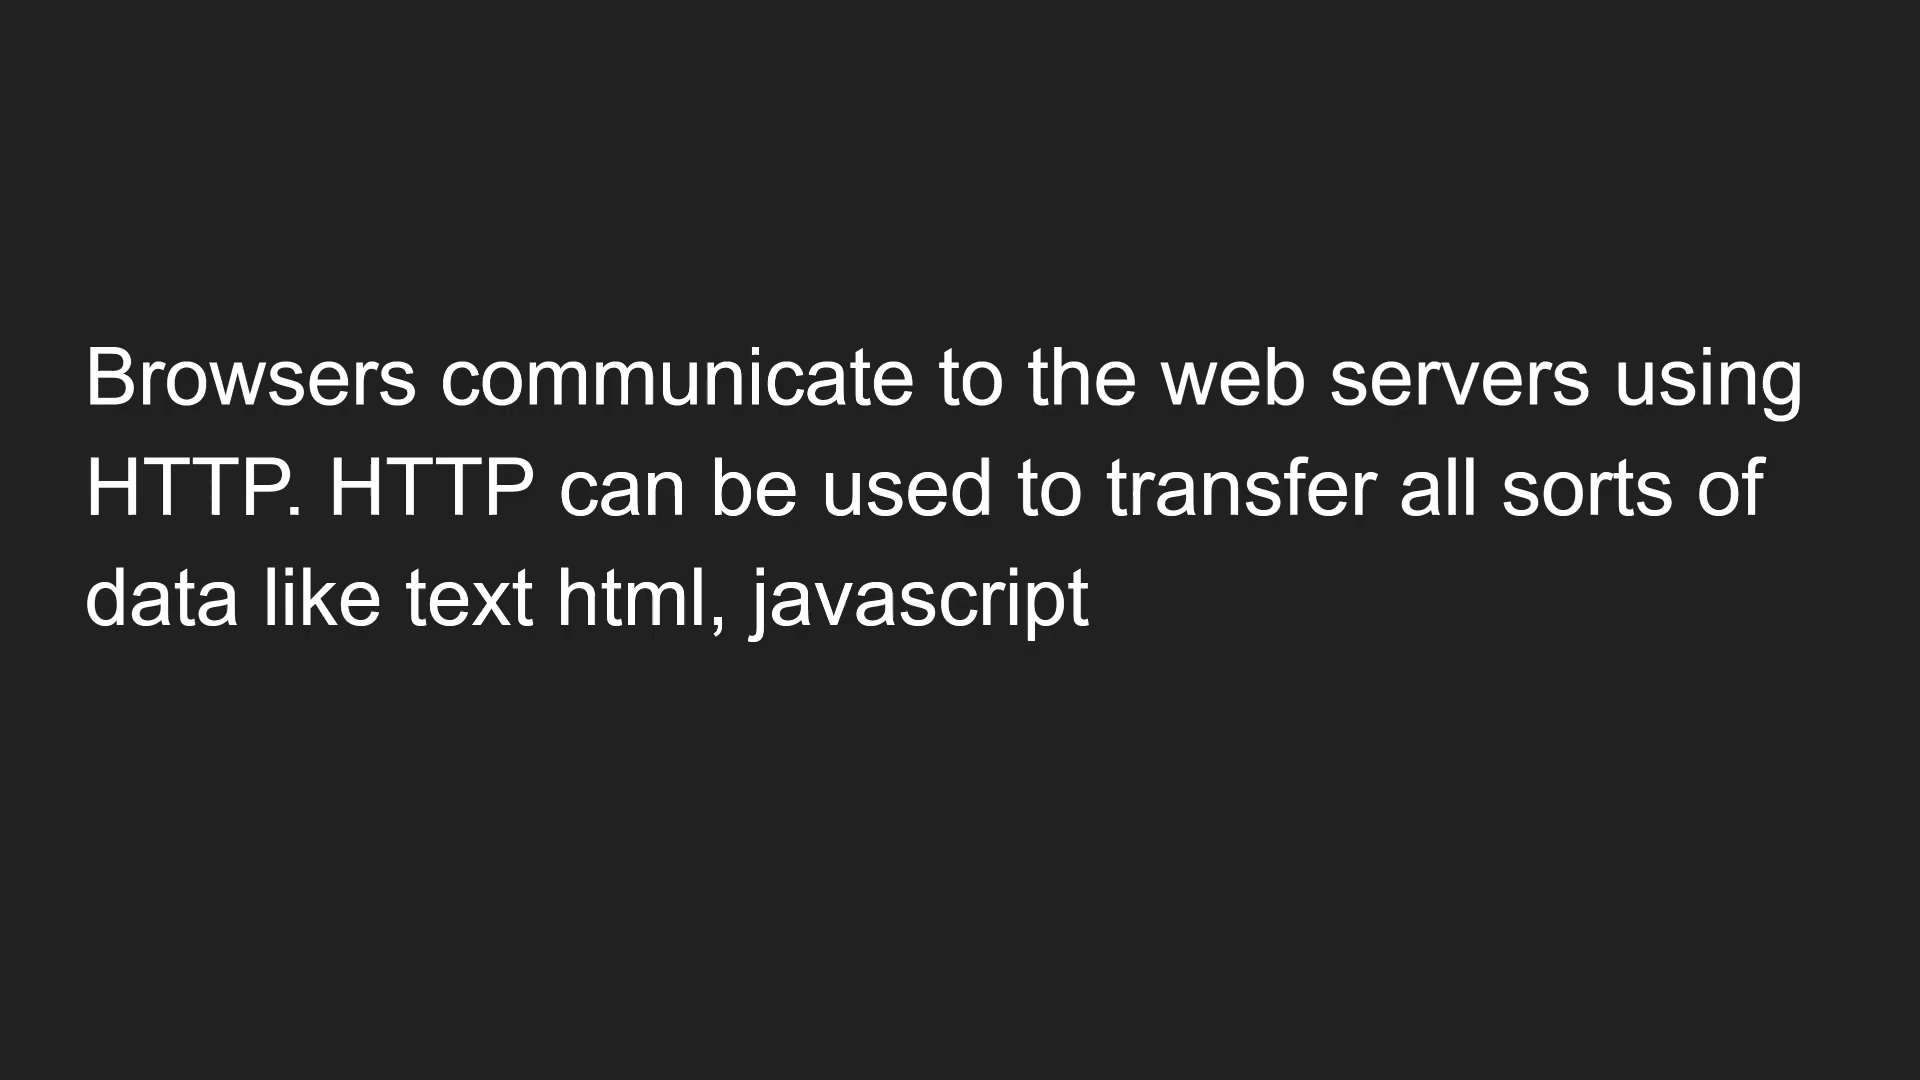 Browsers communicate to the web servers using
HTTP. HTTP can be used to transfer all sorts of
data like text html, javascript